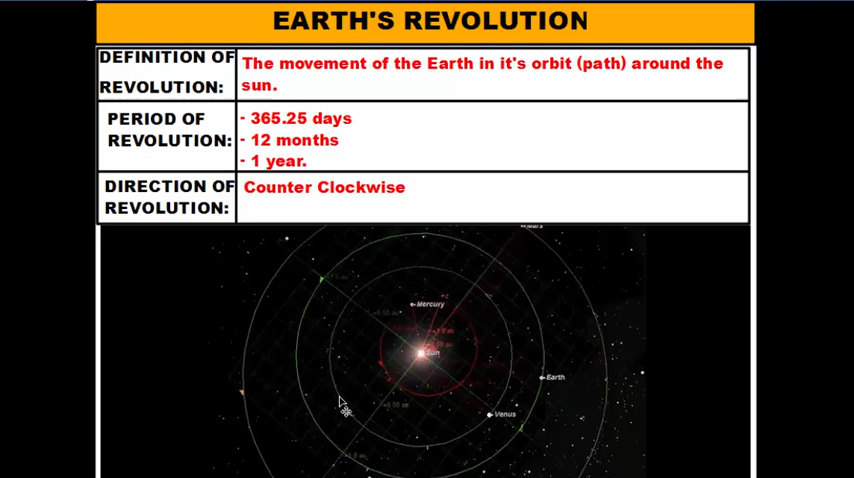 EARTH'S REVOLUTION
DEFINITION OF
REVOLUTION:
The movement of the Earth in it's orbit (path) around the
sun.
PERIOD OF
REVOLUTION:
- 365.25 days
- 12 months
- 1 year.
DIRECTION OF
REVOLUTION:
Counter Clockwise
Mercury
Sun
Earth
Venus